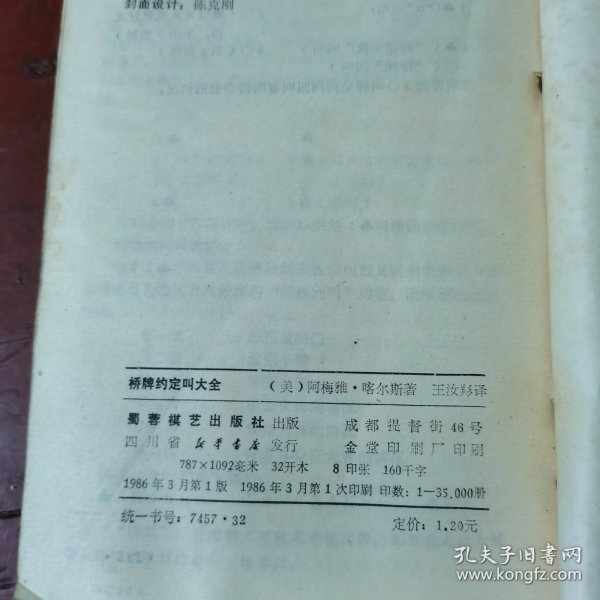 封面设计：陈克刚
桥牌约定叫大全 （美）阿梅雅·喀尔斯著 王汝䏝译
蜀蓉棋艺出版社 出版 成都提督街46号
四川省新华书店 发行 金堂印刷厂印刷
787×1092毫米 32开本 8印张 160千字
1986年3月第1版 1986年3月第1次印刷 印数：1—35,000册
统一书号：7457·32 定价：1.20元
孔夫子旧书网
www.kongfz.com